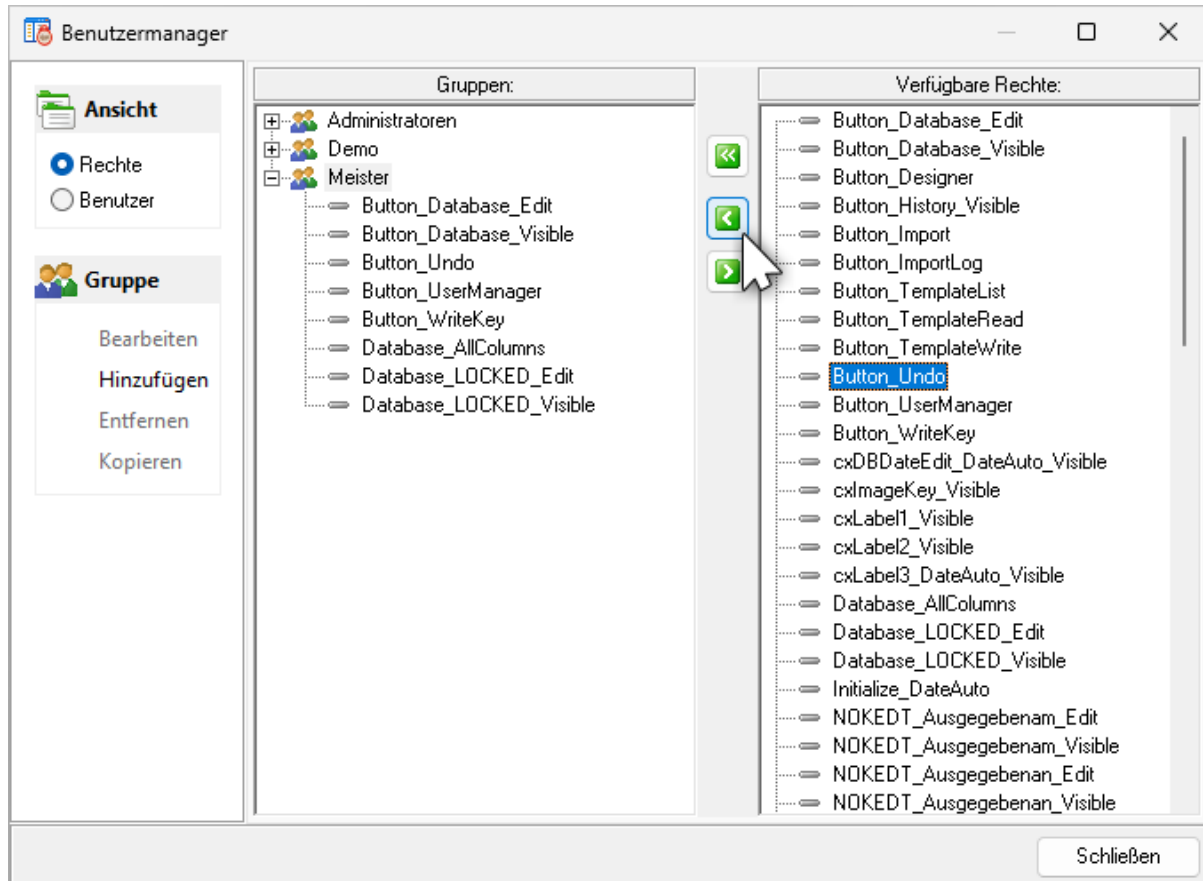 Benutzermanager
Ansicht
Rechte
Benutzer
Gruppe
Bearbeiten
Hinzufügen
Entfernen
Kopieren
Gruppen:
Administratoren
Demo
Meister
Button_Database_Edit
Button_Database_Visible
Button_Undo
Button_UserManager
Button_WriteKey
Database_AllColumns
Database_LOCKED_Edit
Database_LOCKED_Visible
Verfügbare Rechte:
Button_Database_Edit
Button_Database_Visible
Button_Designer
Button_History_Visible
Button_Import
Button_ImportLog
Button_TemplateList
Button_TemplateRead
Button_TemplateWrite
Button_Undo
Button_UserManager
Button_WriteKey
cxDBDateEdit_DateAuto_Visible
cxImageKey_Visible
cxLabel1_Visible
cxLabel2_Visible
cxLabel3_DateAuto_Visible
Database_AllColumns
Database_LOCKED_Edit
Database_LOCKED_Visible
Initialize_DateAuto
NOKEDT_Ausgegebenam_Edit
NOKEDT_Ausgegebenam_Visible
NOKEDT_Ausgegebenan_Edit
NOKEDT_Ausgegebenan_Visible
Schließen